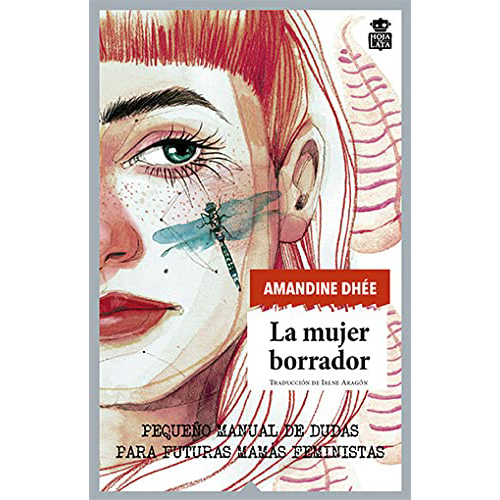 HOJA
DE
LATA
AMANDINE DHÉE
La mujer
borrador
TRADUCCIÓN DE IRENE ARAGÓN
PEQUEÑO MANUAL DE DUDAS
PARA FUTURAS MAMÁS FEMINISTAS